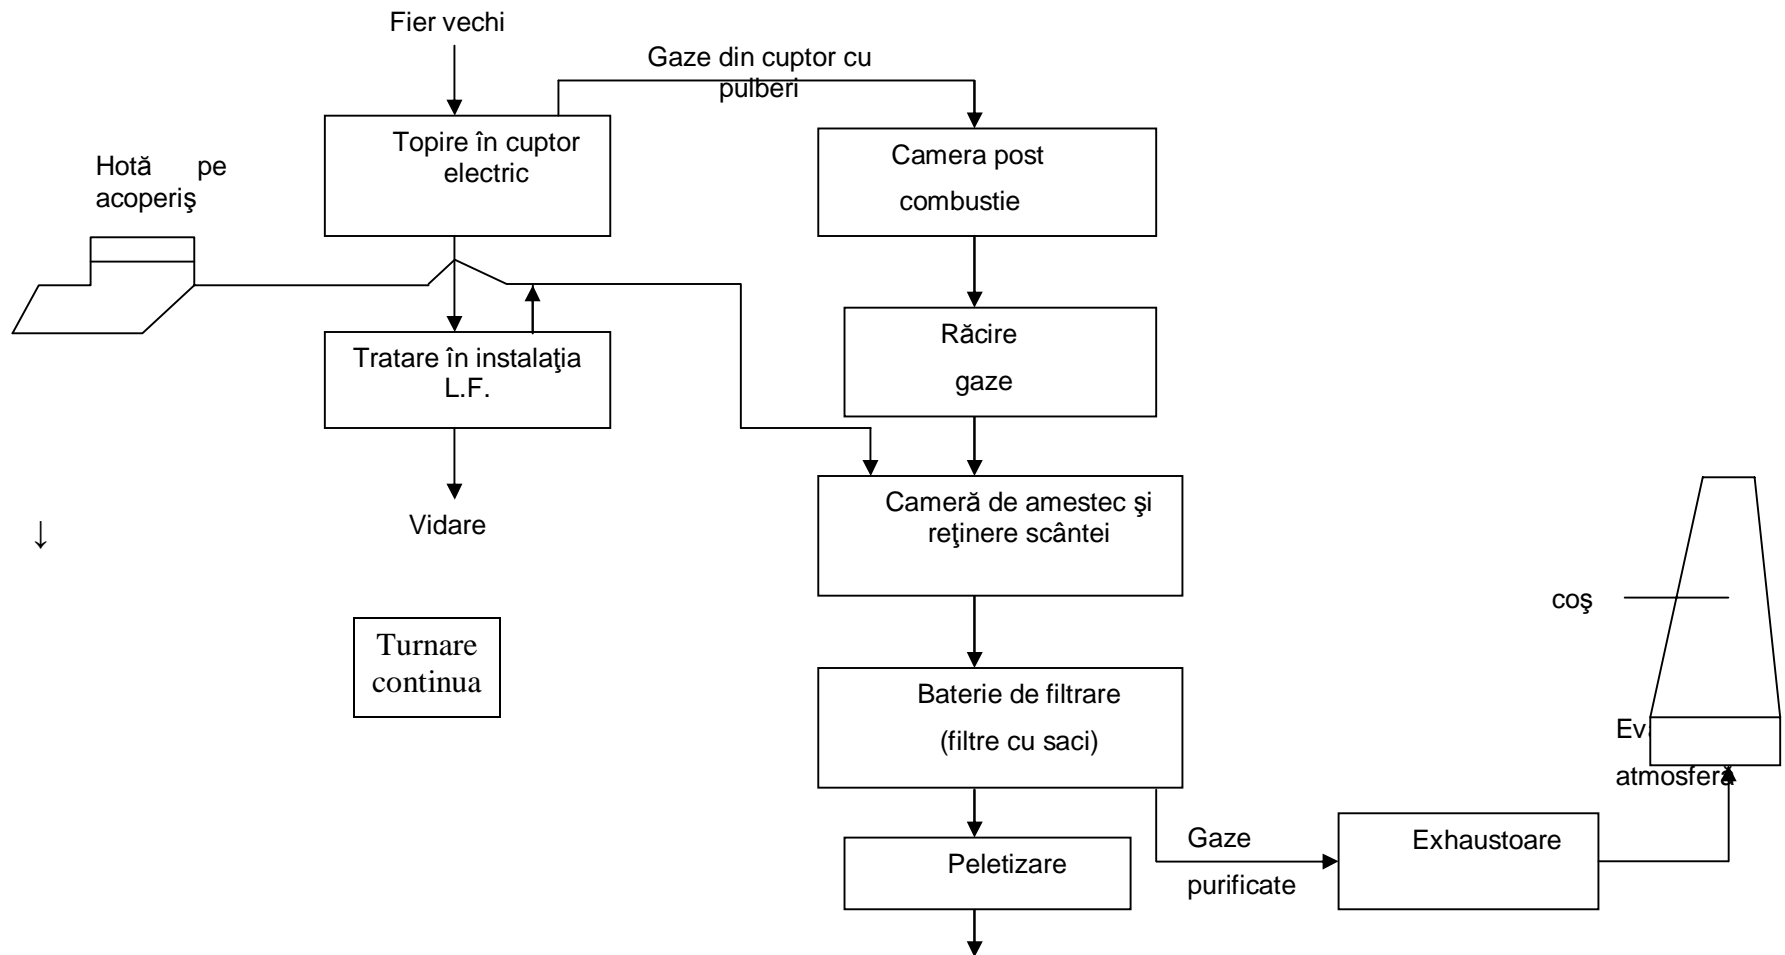 Fier vechi
Gaze din cuptor cu
pulberi
Topire în cuptor
electric
Camera post
combustie
Hotă pe
acoperiş
Răcire
gaze
Tratare în instalaţia
L.F.
Cameră de amestec şi
reţinere scântei
Vidare
↓
coş
Turnare
continua
Baterie de filtrare
(filtre cu saci)
atmosferă
Gaze
purificate
Exhaustoare
Peletizare